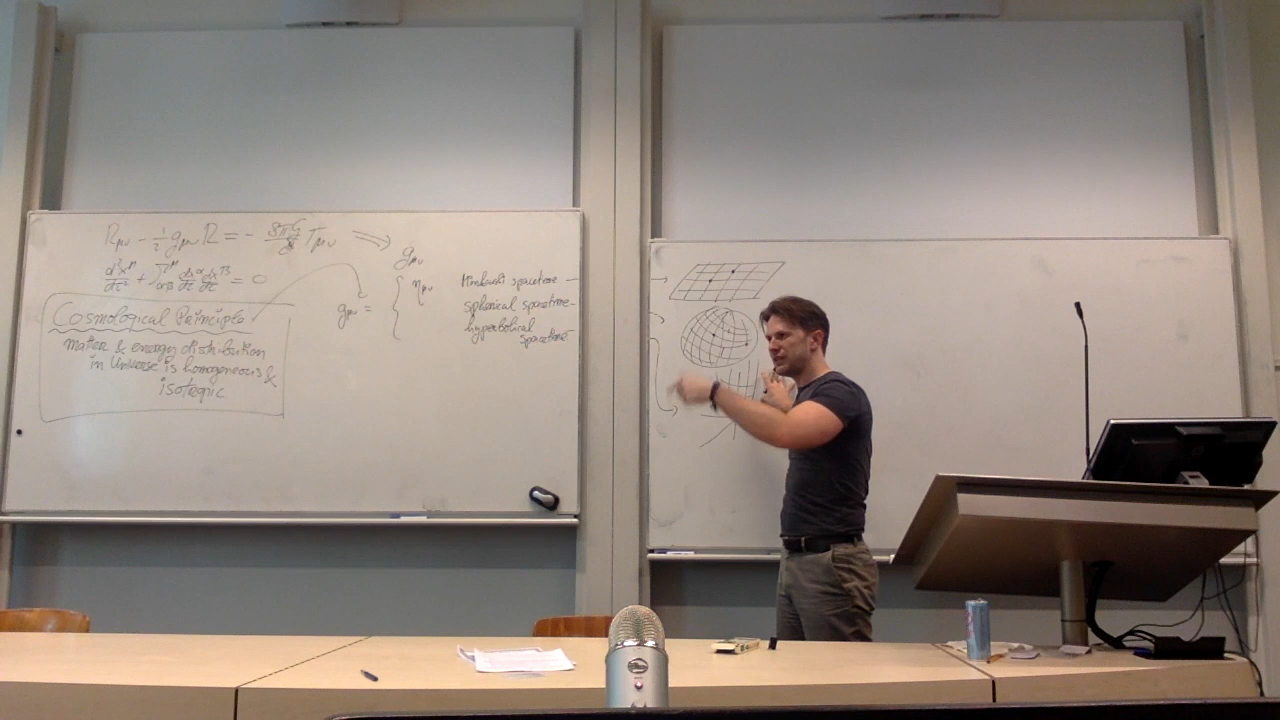 Rμν - 1/2 gμν R = - 8πG/8 Tμν ⟹ gμν
d²x^μ/dτ² + Γ^μ_αβ dx^α/dτ dx^β/dτ = 0
Cosmological Principle
matter & energy distribution
in Universe is homogeneous &
isotropic
gμν = {
ημν Minkowski spacetime -
spherical spacetime -
hyperbolical
spacetime